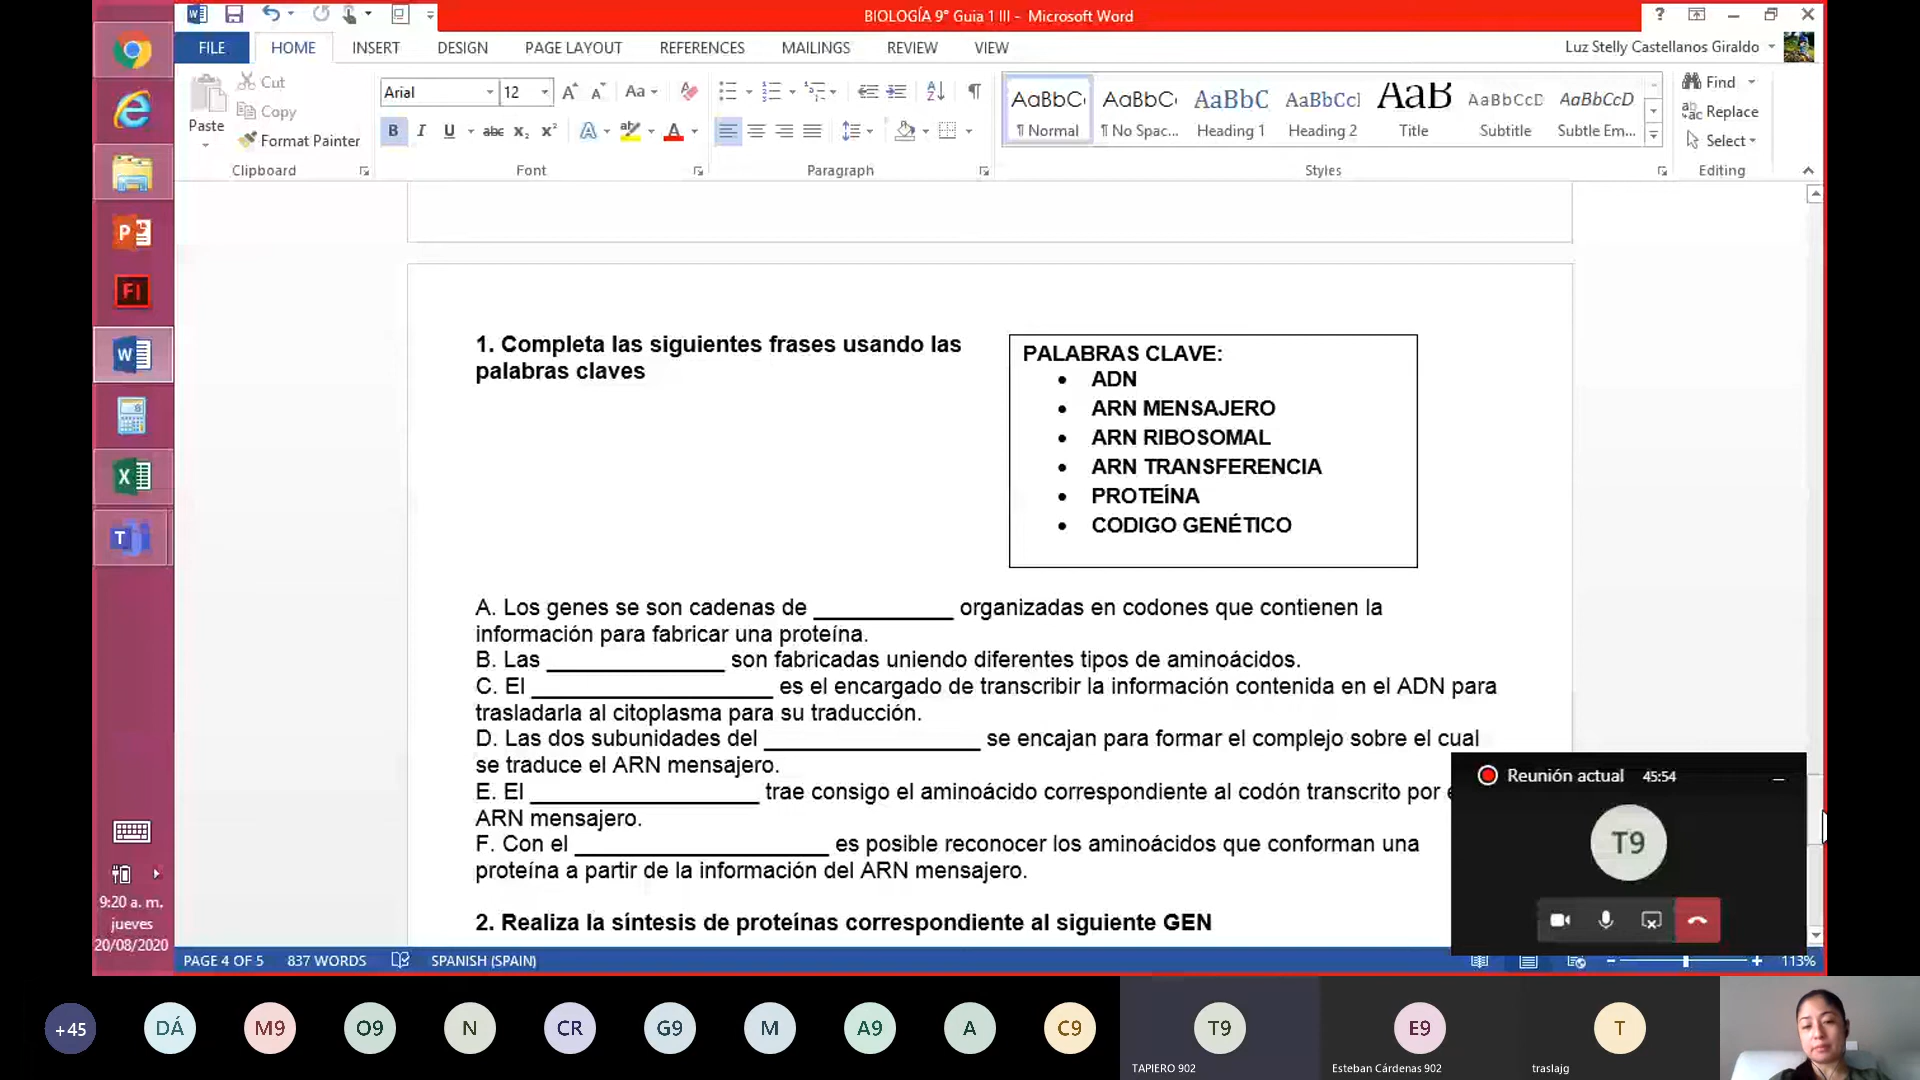 BIOLOGÍA 9° Guia 1 III - Microsoft Word
FILE HOME INSERT DESIGN PAGE LAYOUT REFERENCES MAILINGS REVIEW VIEW
Luz Stelly Castellanos Giraldo
Paste
Cut
Copy
Format Painter
Arial 12
AaBbCc AaBbCc AaBbC AaBbCcl AaB AaBbCcD AaBbCcD
¶ Normal ¶ No Spac... Heading 1 Heading 2 Title Subtitle Subtle Em...
Find
Replace
Select
Clipboard Font Paragraph Styles Editing
1. Completa las siguientes frases usando las
palabras claves
PALABRAS CLAVE:
• ADN
• ARN MENSAJERO
• ARN RIBOSOMAL
• ARN TRANSFERENCIA
• PROTEÍNA
• CODIGO GENÉTICO
A. Los genes se son cadenas de ____________ organizadas en codones que contienen la
información para fabricar una proteína.
B. Las _______________ son fabricadas uniendo diferentes tipos de aminoácidos.
C. El ____________________ es el encargado de transcribir la información contenida en el ADN para
trasladarla al citoplasma para su traducción.
D. Las dos subunidades del __________________ se encajan para formar el complejo sobre el cual
se traduce el ARN mensajero.
E. El ___________________ trae consigo el aminoácido correspondiente al codón transcrito por
ARN mensajero.
F. Con el _____________________ es posible reconocer los aminoácidos que conforman una
proteína a partir de la información del ARN mensajero.
2. Realiza la síntesis de proteínas correspondiente al siguiente GEN
Reunión actual 45:54
T9
9:20 a. m.
jueves
20/08/2020
PAGE 4 OF 5 837 WORDS SPANISH (SPAIN) 113%
+45 DÁ M9 O9 N CR G9 M A9 A C9 T9 E9 T
TAPIERO 902 Esteban Cárdenas 902 traslajg